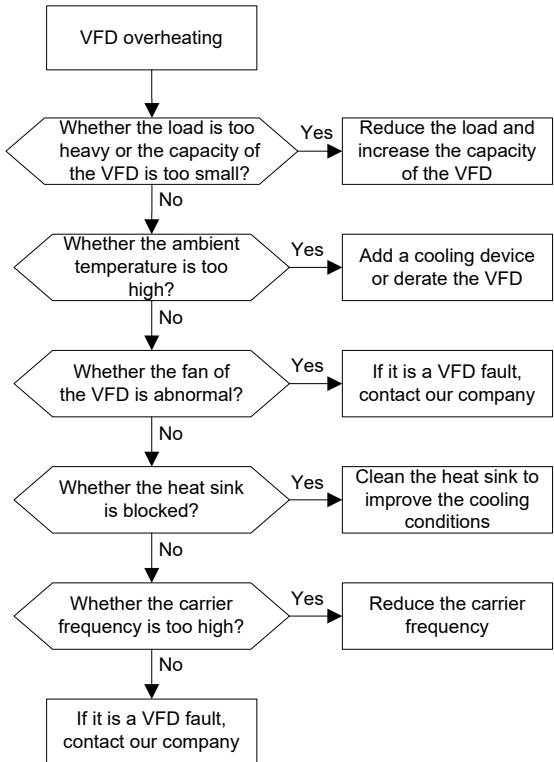 VFD overheating
Whether the load is too
heavy or the capacity of
the VFD is too small?
Yes
Reduce the load and
increase the capacity
of the VFD
No
Whether the ambient
temperature is too
high?
Yes
Add a cooling device
or derate the VFD
No
Whether the fan of
the VFD is abnormal?
Yes
If it is a VFD fault,
contact our company
No
Whether the heat sink
is blocked?
Yes
Clean the heat sink to
improve the cooling
conditions
No
Whether the carrier
frequency is too high?
Yes
Reduce the carrier
frequency
No
If it is a VFD fault,
contact our company